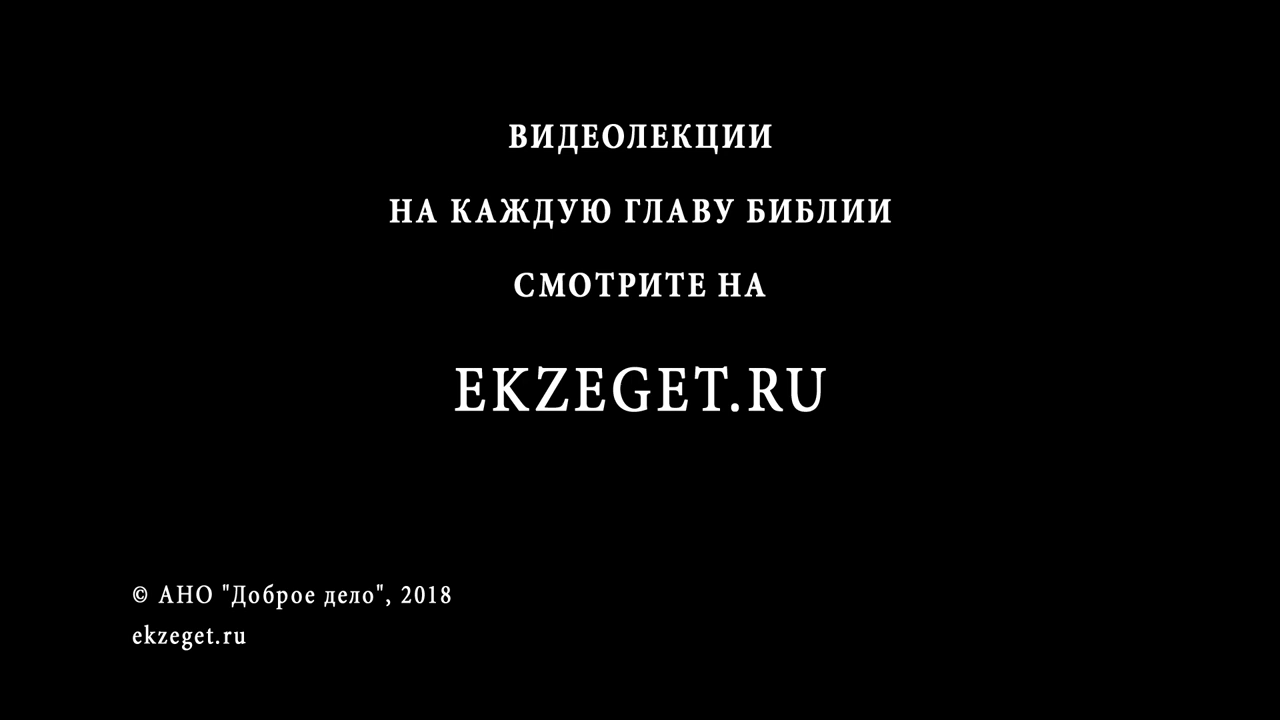 ВИДЕОЛЕКЦИИ
НА КАЖДУЮ ГЛАВУ БИБЛИИ
СМОТРИТЕ НА
EKZEGET.RU
© АНО "Доброе дело", 2018
ekzeget.ru